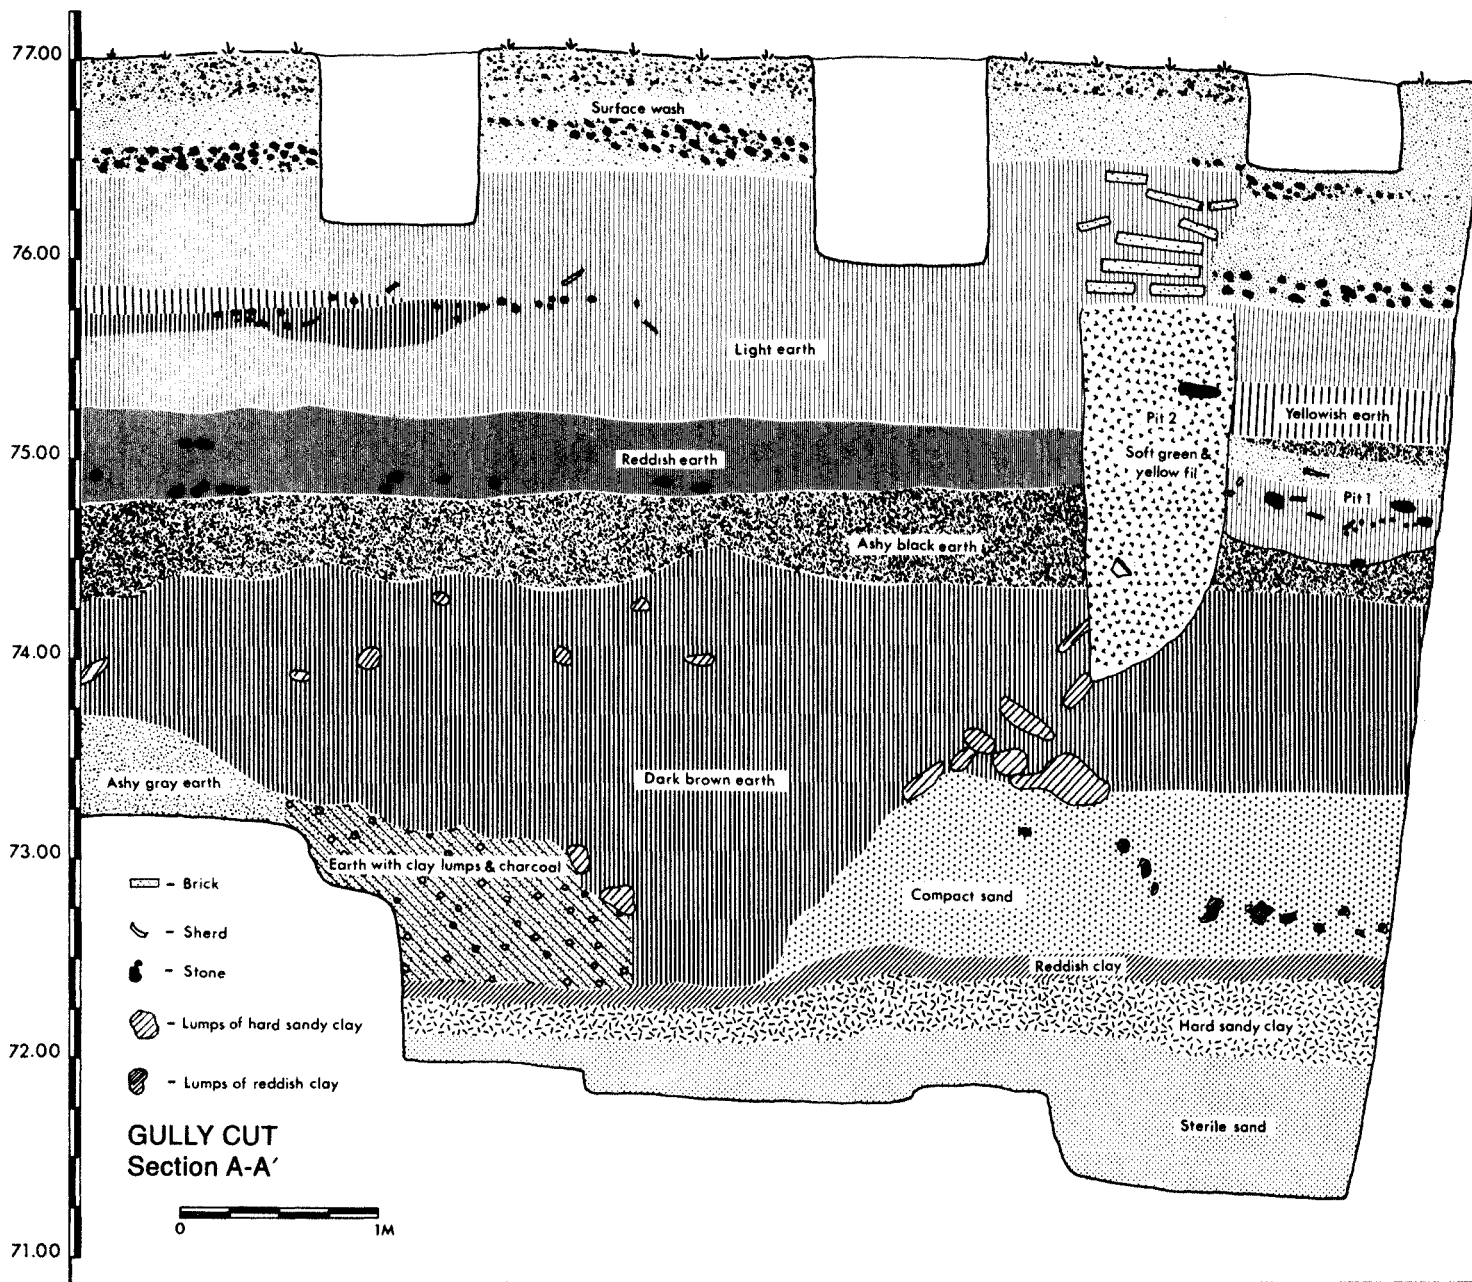 77.00
Surface wash
76.00
Light earth
Yellowish earth
Pit 2
75.00
Reddish earth
Soft green &
yellow fil
Pit 1
Ashy black earth
74.00
Ashy gray earth
Dark brown earth
73.00
Earth with clay lumps & charcoal
- Brick
Compact sand
- Sherd
Reddish clay
- Stone
- Lumps of hard sandy clay
Hard sandy clay
72.00
- Lumps of reddish clay
GULLY CUT
Section A-A′
Sterile sand
0 1M
71.00